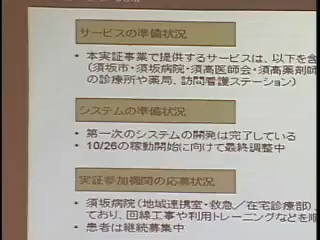 サービスの準備状況
• 本実証事業で提供するサービスは、以下を含
(須坂市・須坂病院・須高医師会・須高薬剤師
の診療所や薬局、訪問看護ステーション)
システムの準備状況
• 第一次のシステムの開発は完了している
• 10/26の稼動開始に向けて最終調整中
実証参加機関の応募状況
• 須坂病院(地域連携室・救急/在宅診療部)、
ており、回線工事や利用トレーニングなどを順
• 患者は継続募集中